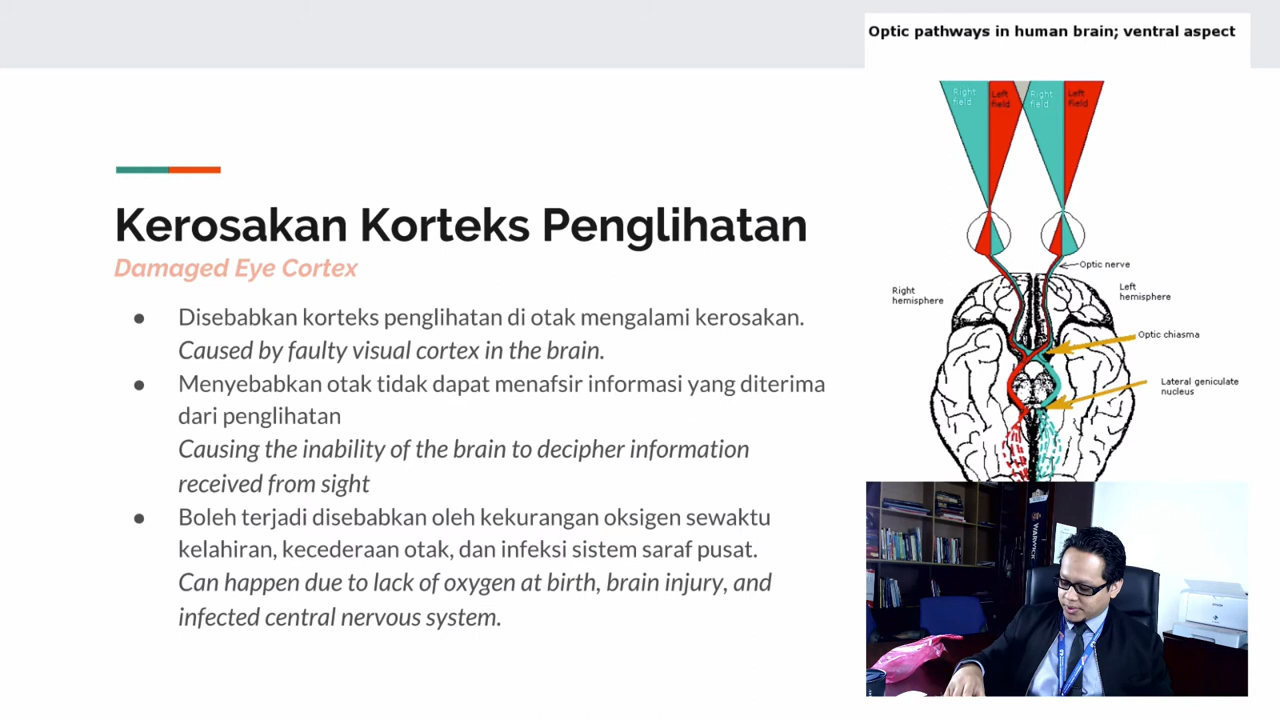 Optic pathways in human brain; ventral aspect
Right field
Left field
Right field
Left field
Optic nerve
Right hemisphere
Left hemisphere
Optic chiasma
Lateral geniculate nucleus
Kerosakan Korteks Penglihatan
Damaged Eye Cortex
● Disebabkan korteks penglihatan di otak mengalami kerosakan.
Caused by faulty visual cortex in the brain.
● Menyebabkan otak tidak dapat menafsir informasi yang diterima
dari penglihatan
Causing the inability of the brain to decipher information
received from sight
● Boleh terjadi disebabkan oleh kekurangan oksigen sewaktu
kelahiran, kecederaan otak, dan infeksi sistem saraf pusat.
Can happen due to lack of oxygen at birth, brain injury, and
infected central nervous system.
WARWICK